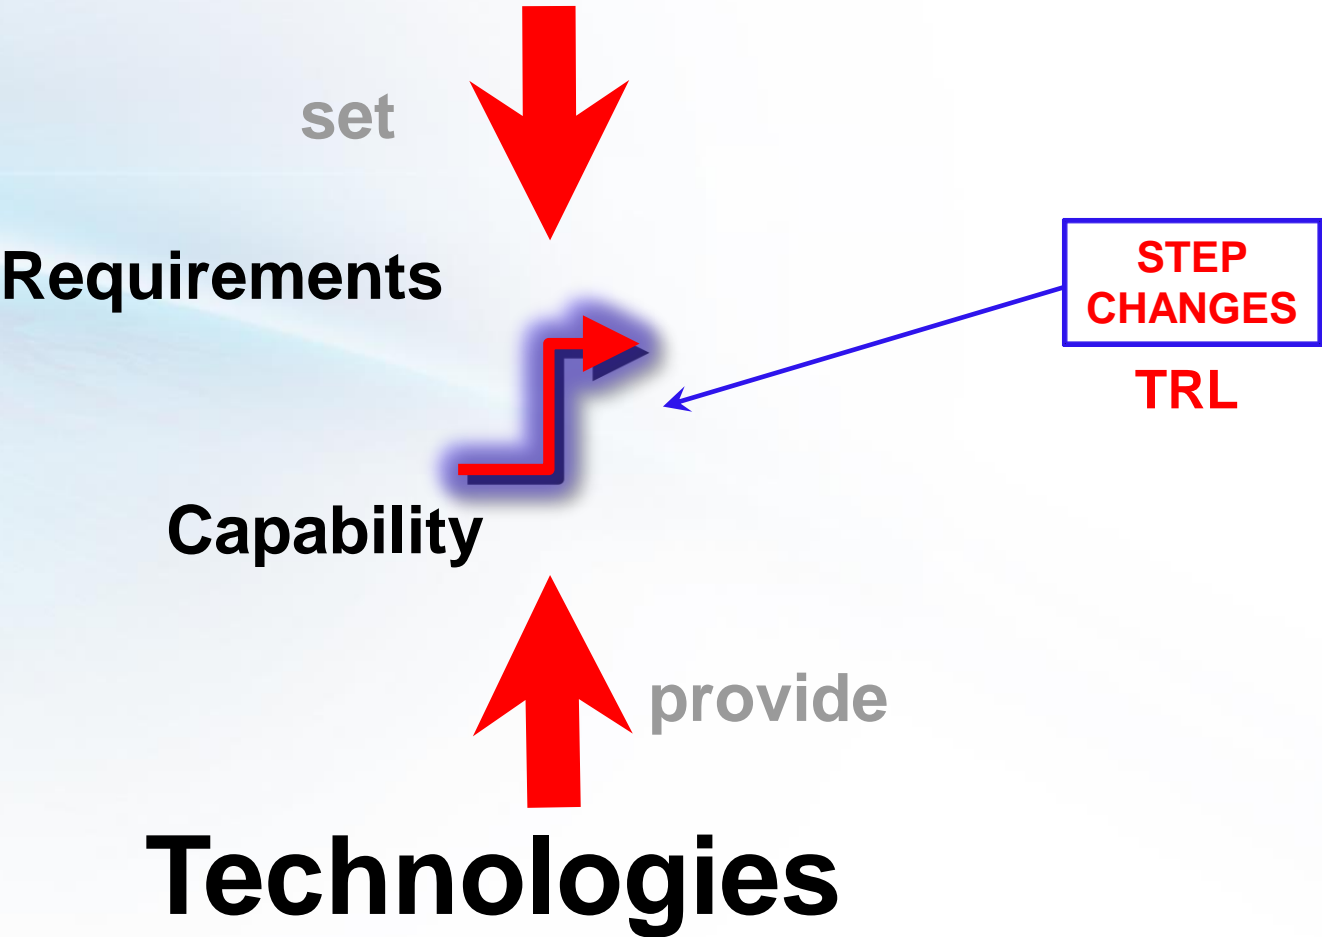 set
Requirements
STEP
CHANGES
TRL
Capability
provide
Technologies